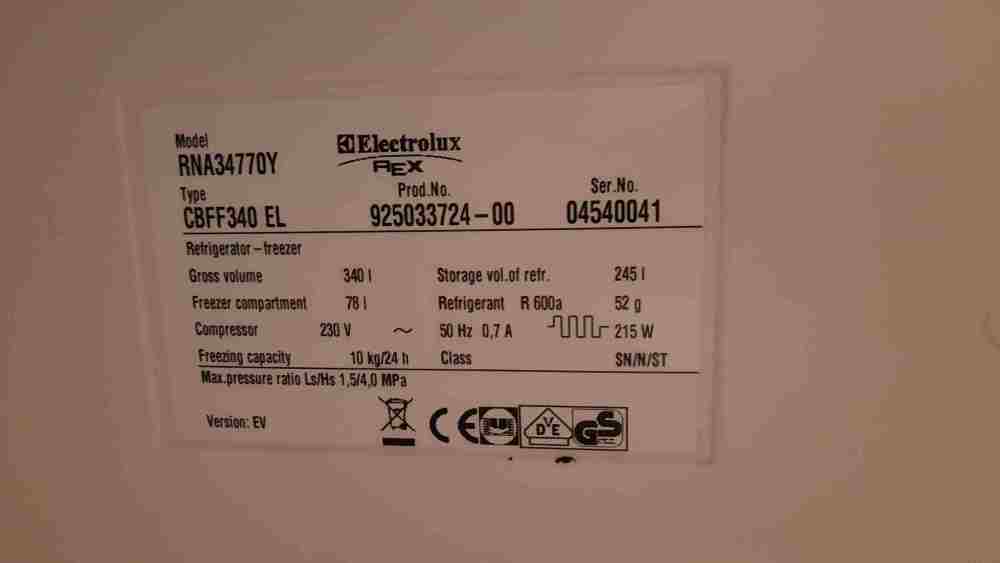 Model
RNA34770Y
Electrolux
REX
Type
CBFF340 EL
Prod.No.
925033724-00
Ser.No.
04540041
Refrigerator-freezer
Gross volume 340 l Storage vol.of refr. 245 l
Freezer compartment 78 l Refrigerant R 600a 52 g
Compressor 230 V ~ 50 Hz 0,7 A 215 W
Freezing capacity 10 kg/24 h Class SN/N/ST
Max.pressure ratio Ls/Hs 1,5/4,0 MPa
Version: EV
CE
VDE
GS